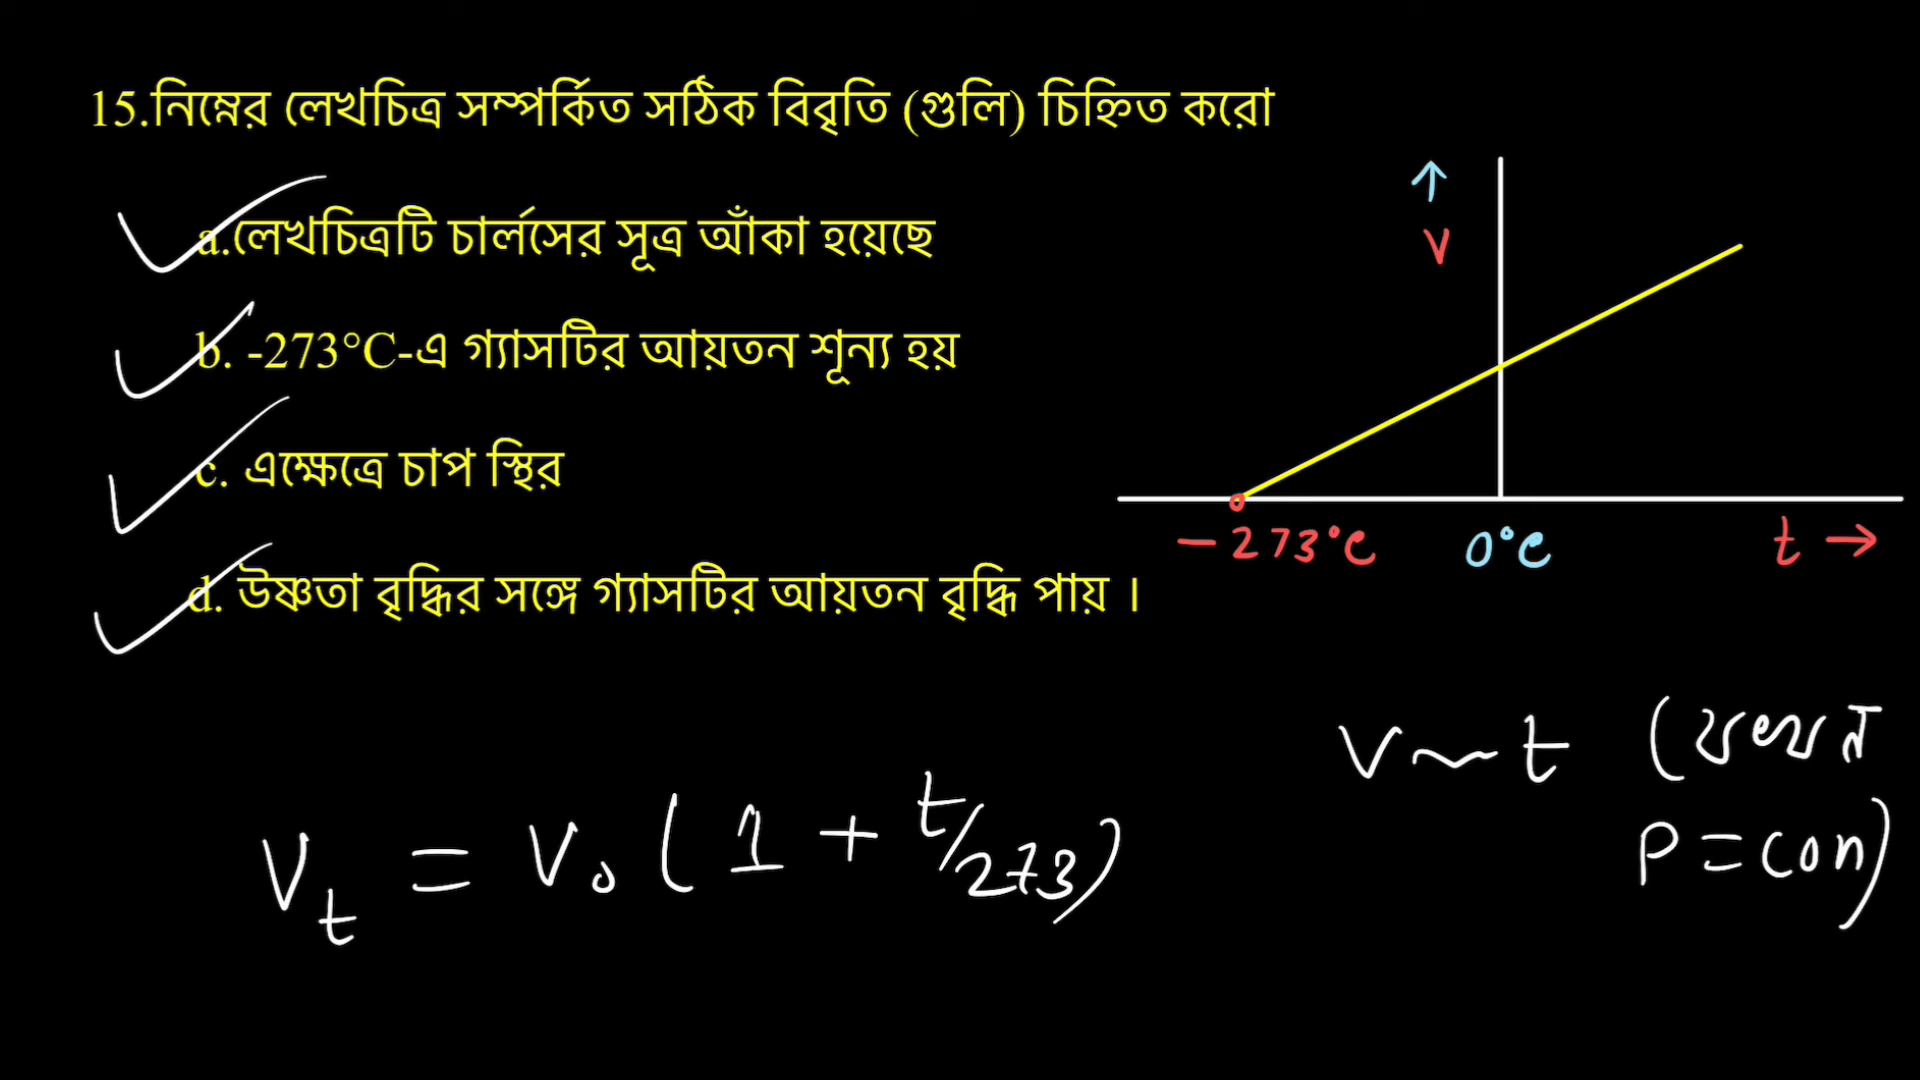 15.নিম্নের লেখচিত্র সম্পর্কিত সঠিক বিবৃতি (গুলি) চিহ্নিত করো
a.লেখচিত্রটি চার্লসের সূত্র আঁকা হয়েছে
b. -273°C-এ গ্যাসটির আয়তন শূন্য হয়
c. এক্ষেত্রে চাপ স্থির
d. উষ্ণতা বৃদ্ধির সঙ্গে গ্যাসটির আয়তন বৃদ্ধি পায় ।
↑
V
-273°C 0°C t →
V~t (যখন
P=con)
Vt = V₀ (1 + t/273)